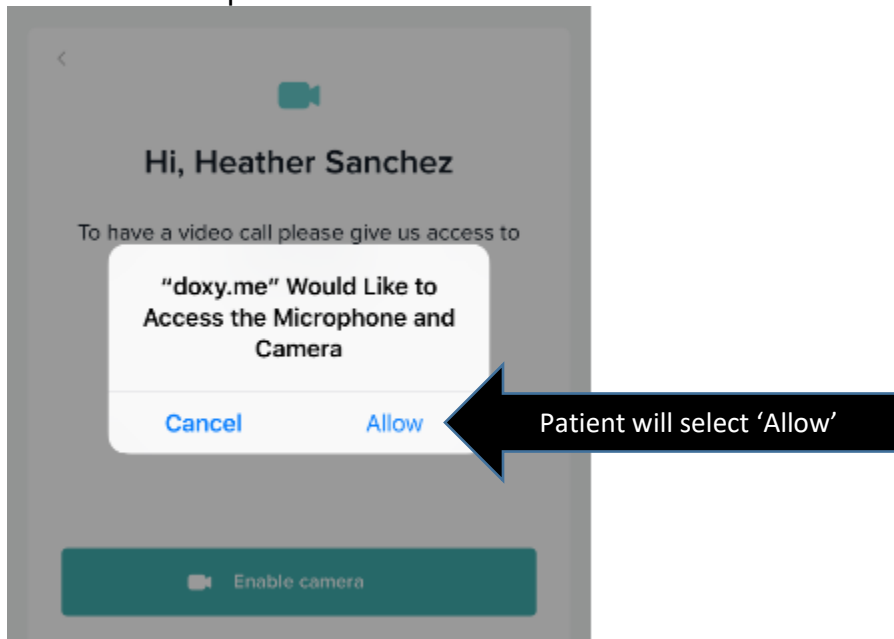 Hi, Heather Sanchez
To have a video call please give us access to
“doxy.me” Would Like to
Access the Microphone and
Camera
Cancel Allow
Patient will select ‘Allow’
Enable camera